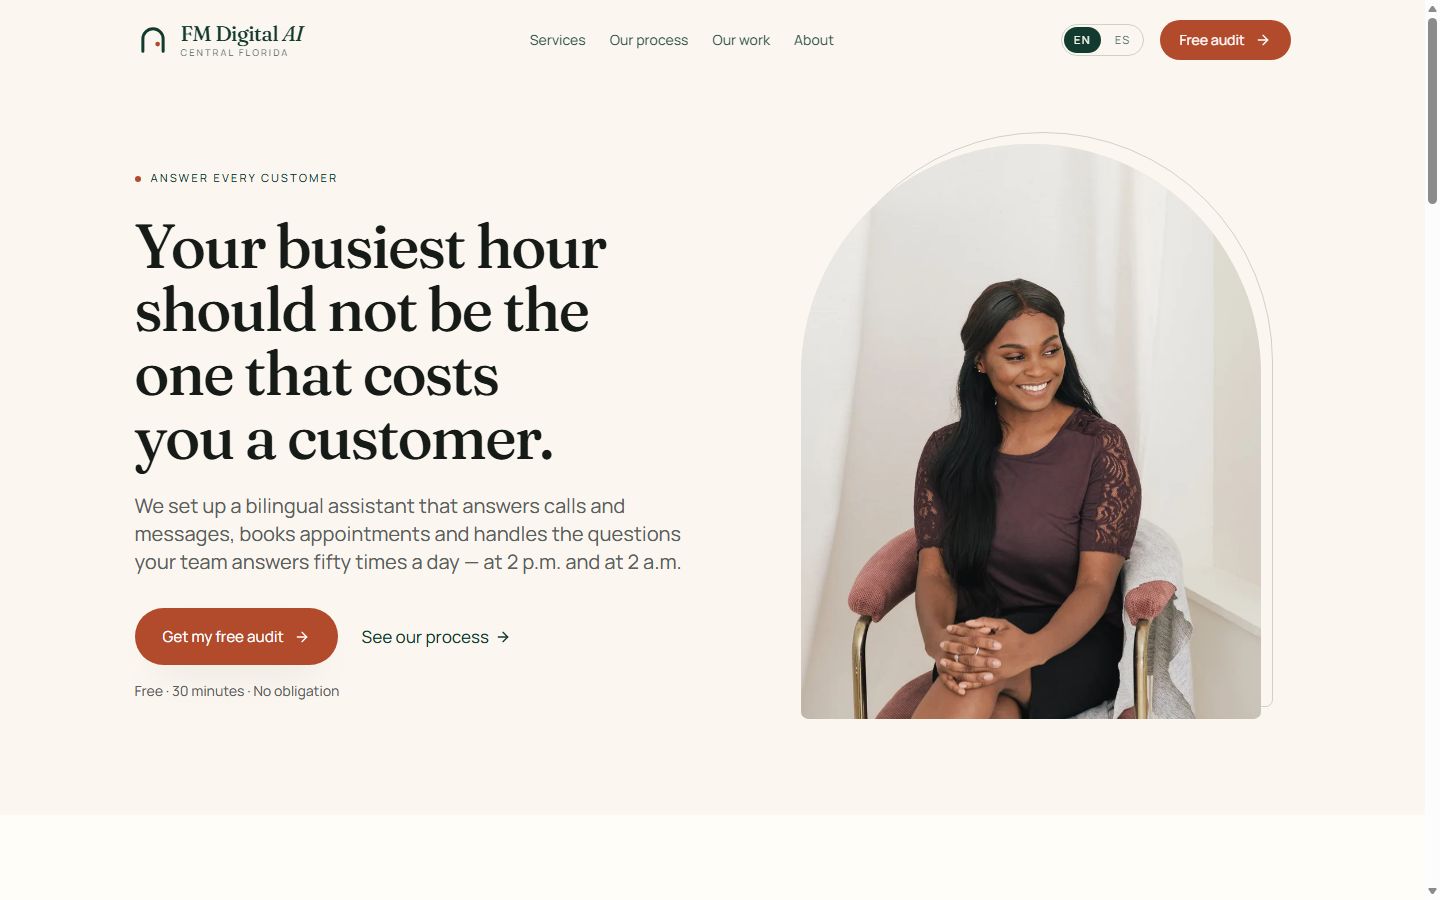 FM Digital AI
CENTRAL FLORIDA
Services
Our process
Our work
About
EN
ES
Free audit →
ANSWER EVERY CUSTOMER
Your busiest hour
should not be the
one that costs
you a customer.
We set up a bilingual assistant that answers calls and
messages, books appointments and handles the questions
your team answers fifty times a day — at 2 p.m. and at 2 a.m.
Get my free audit →
See our process →
Free · 30 minutes · No obligation